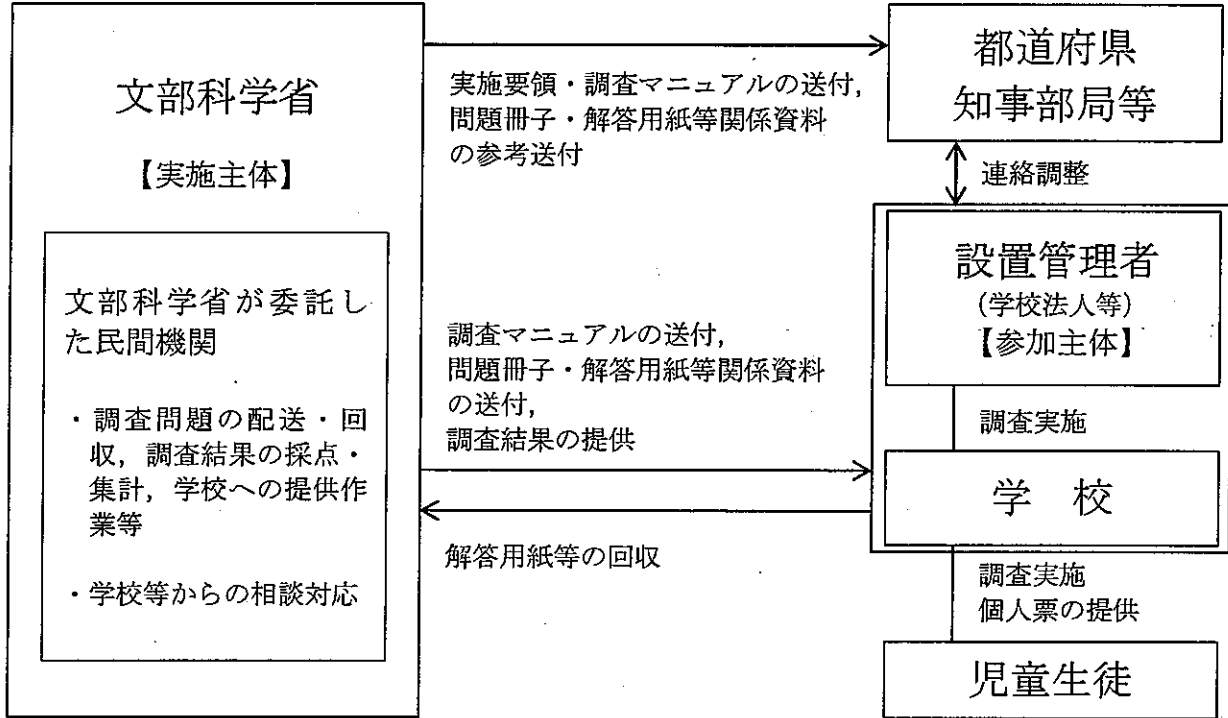 文部科学省
【実施主体】
文部科学省が委託し
た民間機関
・調査問題の配送・回
収，調査結果の採点・
集計，学校への提供作
業等
・学校等からの相談対応
実施要領・調査マニュアルの送付，
問題冊子・解答用紙等関係資料
の参考送付
調査マニュアルの送付，
問題冊子・解答用紙等関係資料
の送付，
調査結果の提供
解答用紙等の回収
都道府県
知事部局等
連絡調整
設置管理者
（学校法人等）
【参加主体】
調査実施
学　校
調査実施
個人票の提供
児童生徒